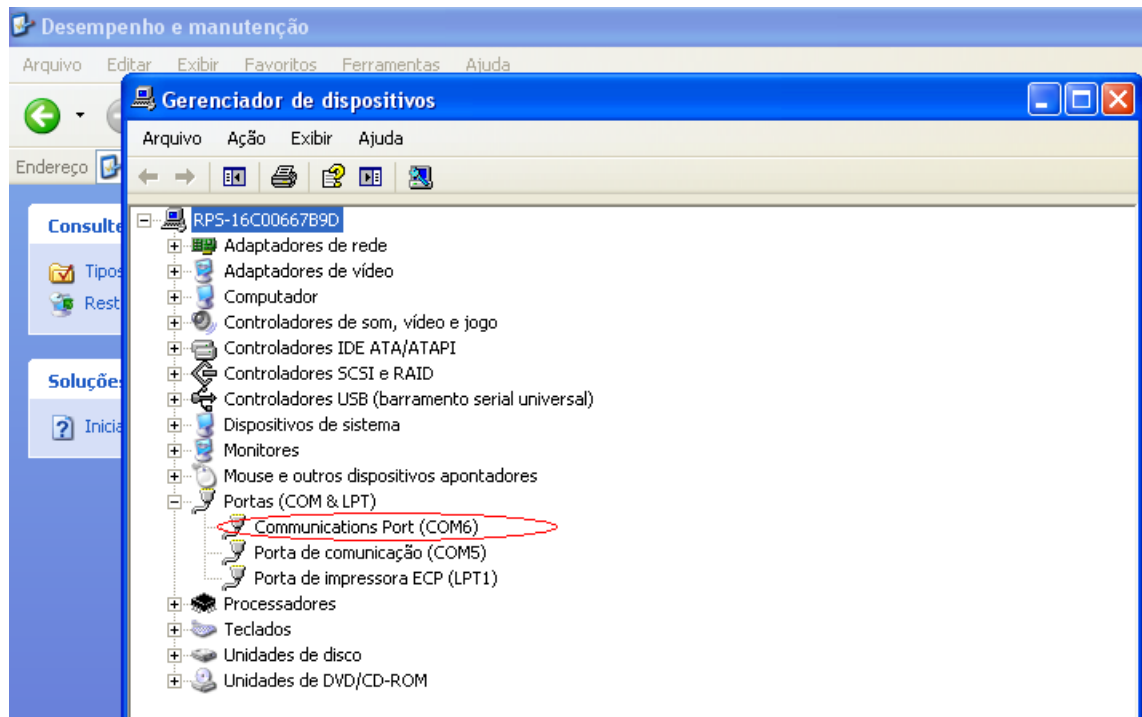 Desempenho e manutenção
Arquivo Editar Exibir Favoritos Ferramentas Ajuda
Gerenciador de dispositivos
Arquivo Ação Exibir Ajuda
Endereço
RPS-16C00667B9D
Consulte
Adaptadores de rede
Adaptadores de vídeo
Tipos
Computador
Rest
Controladores de som, vídeo e jogo
Controladores IDE ATA/ATAPI
Controladores SCSI e RAID
Soluções
Controladores USB (barramento serial universal)
Dispositivos de sistema
Inicia
Monitores
Mouse e outros dispositivos apontadores
Portas (COM & LPT)
Communications Port (COM6)
Porta de comunicação (COM5)
Porta de impressora ECP (LPT1)
Processadores
Teclados
Unidades de disco
Unidades de DVD/CD-ROM